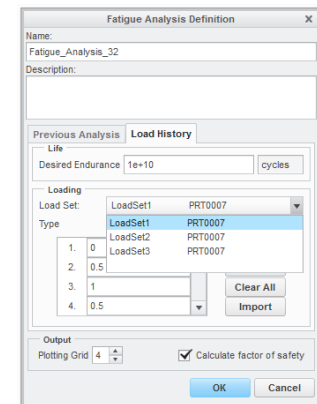 Fatigue Analysis Definition x
Name:
Fatigue_Analysis_32
Description:
Previous Analysis Load History
Life
Desired Endurance 1e+10 cycles
Loading
Load Set: LoadSet1 PRT0007
Type LoadSet1 PRT0007
LoadSet2 PRT0007
LoadSet3 PRT0007
1. 0
2. 0.5
3. 1 Clear All
4. 0.5 Import
Output
Plotting Grid 4 Calculate factor of safety
OK Cancel